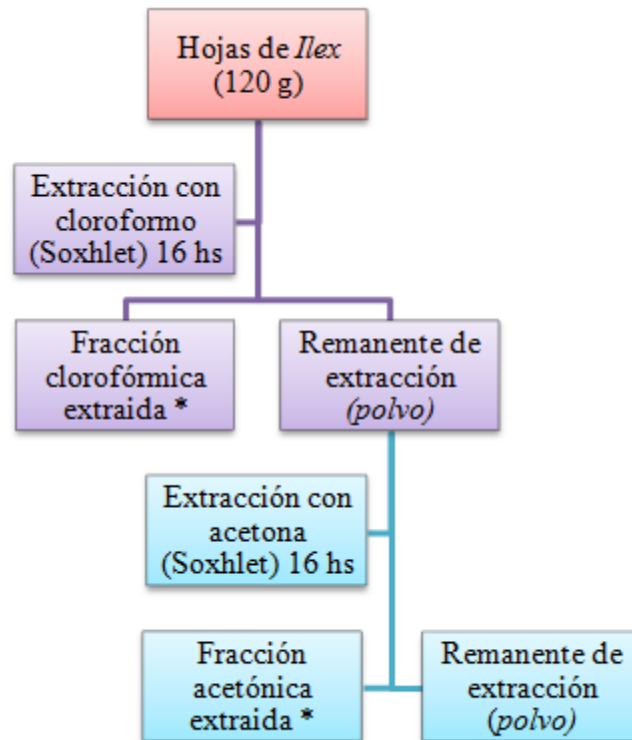 Hojas de Ilex
(120 g)
Extracción con
cloroformo
(Soxhlet) 16 hs
Fracción
clorofórmica
extraida *
Remanente de
extracción
(polvo)
Extracción con
acetona
(Soxhlet) 16 hs
Fracción
acetónica
extraida *
Remanente de
extracción
(polvo)